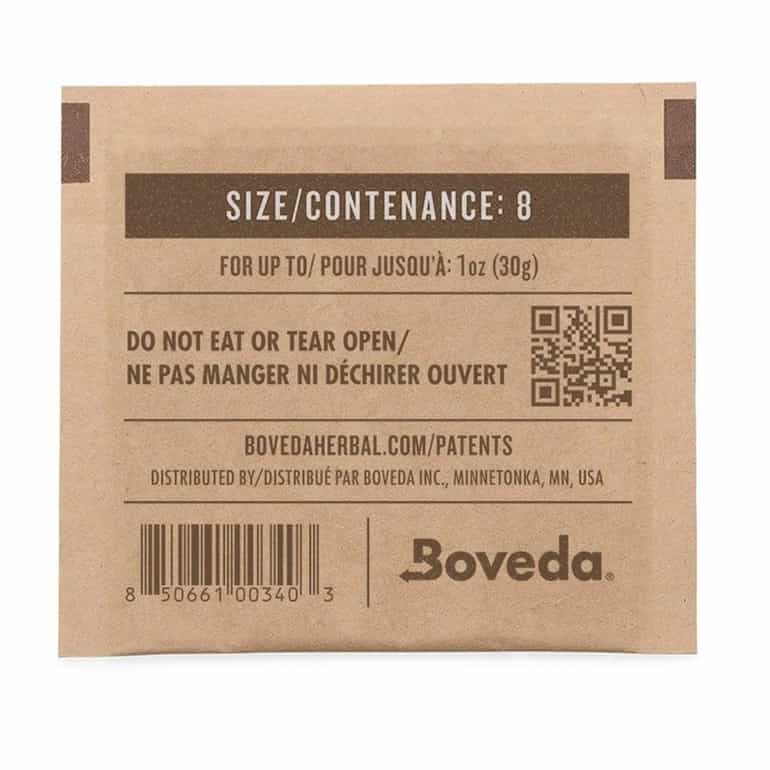 SIZE/CONTENANCE: 8
FOR UP TO/ POUR JUSQU'À: 1oz (30g)
DO NOT EAT OR TEAR OPEN/
NE PAS MANGER NI DÉCHIRER OUVERT
BOVEDAHERBAL.COM/PATENTS
DISTRIBUTED BY/DISTRIBUÉ PAR BOVEDA INC., MINNETONKA, MN, USA
8 50661 00340 3
Boveda®